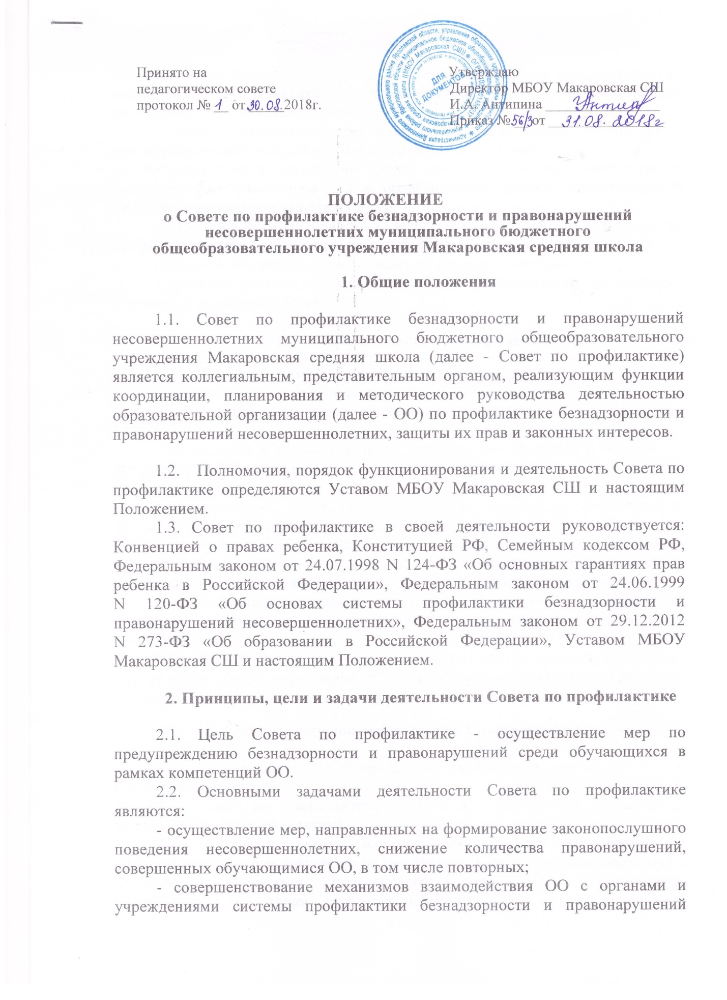 Принято на
педагогическом совете
протокол № 1 от 30.08.2018г.
Утверждаю
Директор МБОУ Макаровская СШ
И.А. Антипина
Приказ № 56/3 от 31.08.2018г
ДЛЯ
ДОКУМЕНТОВ
ПОЛОЖЕНИЕ
о Совете по профилактике безнадзорности и правонарушений
несовершеннолетних муниципального бюджетного
общеобразовательного учреждения Макаровская средняя школа
1. Общие положения
1.1. Совет по профилактике безнадзорности и правонарушений
несовершеннолетних муниципального бюджетного общеобразовательного
учреждения Макаровская средняя школа (далее - Совет по профилактике)
является коллегиальным, представительным органом, реализующим функции
координации, планирования и методического руководства деятельностью
образовательной организации (далее - ОО) по профилактике безнадзорности и
правонарушений несовершеннолетних, защиты их прав и законных интересов.
1.2. Полномочия, порядок функционирования и деятельность Совета по
профилактике определяются Уставом МБОУ Макаровская СШ и настоящим
Положением.
1.3. Совет по профилактике в своей деятельности руководствуется:
Конвенцией о правах ребенка, Конституцией РФ, Семейным кодексом РФ,
Федеральным законом от 24.07.1998 N 124-ФЗ «Об основных гарантиях прав
ребенка в Российской Федерации», Федеральным законом от 24.06.1999
N 120-ФЗ «Об основах системы профилактики безнадзорности и
правонарушений несовершеннолетних», Федеральным законом от 29.12.2012
N 273-ФЗ «Об образовании в Российской Федерации», Уставом МБОУ
Макаровская СШ и настоящим Положением.
2. Принципы, цели и задачи деятельности Совета по профилактике
2.1. Цель Совета по профилактике - осуществление мер по
предупреждению безнадзорности и правонарушений среди обучающихся в
рамках компетенций ОО.
2.2. Основными задачами деятельности Совета по профилактике
являются:
- осуществление мер, направленных на формирование законопослушного
поведения несовершеннолетних, снижение количества правонарушений,
совершенных обучающимися ОО, в том числе повторных;
- совершенствование механизмов взаимодействия ОО с органами и
учреждениями системы профилактики безнадзорности и правонарушений